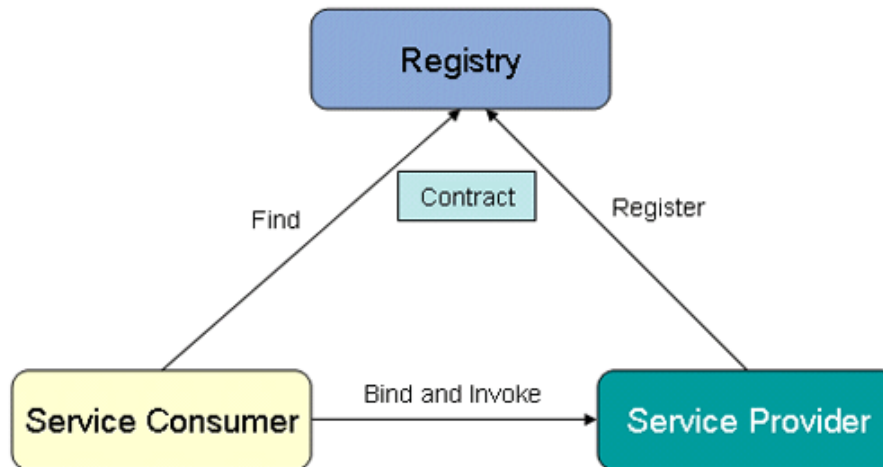 Registry
Contract
Find
Register
Bind and Invoke
Service Consumer
Service Provider